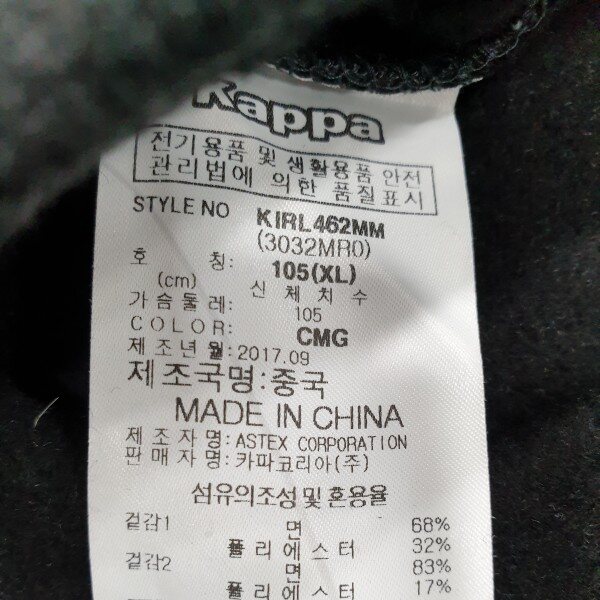 Kappa
전기용품 및 생활용품 안전
관리법에 의한 품질표시
STYLE NO KIRL462MM
(3032MR0)
호 칭: 105(XL)
(cm) 신체치수
가슴둘레: 105
COLOR: CMG
제조년월: 2017.09
제조국명: 중국
MADE IN CHINA
제조자명: ASTEX CORPORATION
판매자명: 카파코리아(주)
섬유의조성및혼용율
겉감1 면 68%
폴리에스터 32%
겉감2 면 83%
폴리에스터 17%